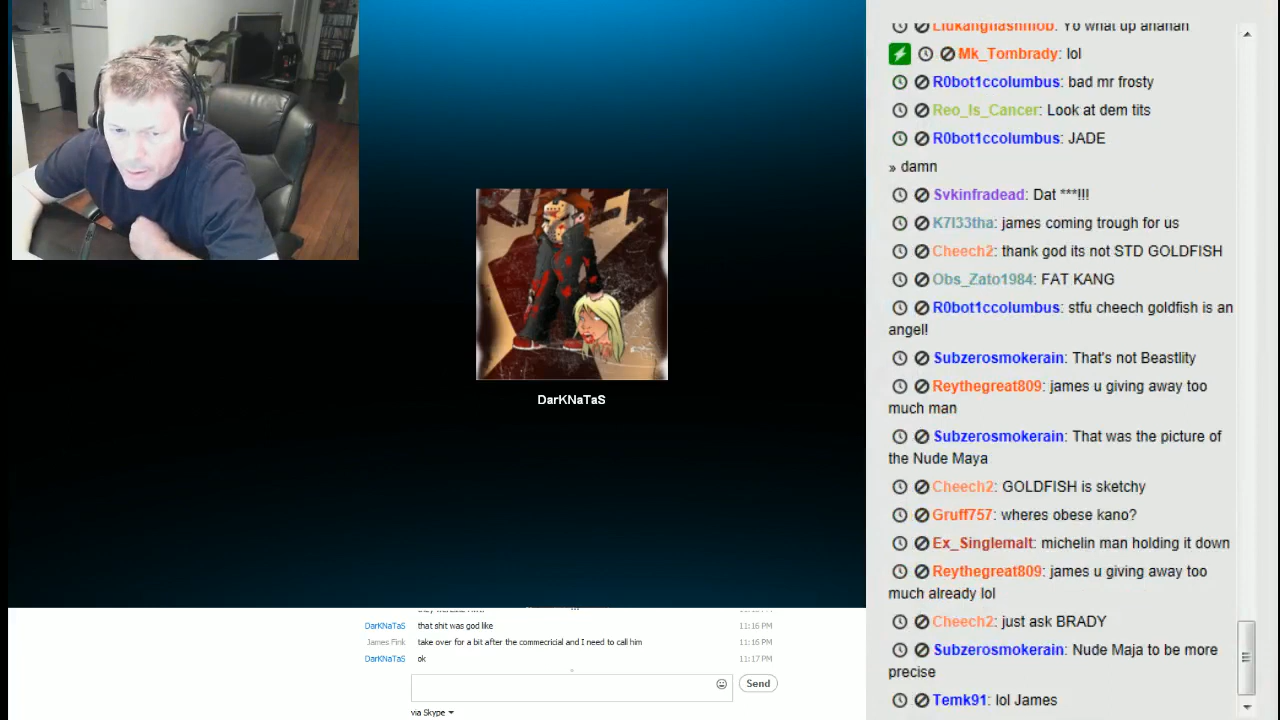 Liukanghashmob: Yo what up ahahah
Mk_Tombrady: lol
R0bot1ccolumbus: bad mr frosty
Reo_Is_Cancer: Look at dem tits
R0bot1ccolumbus: JADE
» damn
Svkinfradead: Dat ***!!!
K7l33tha: james coming trough for us
Cheech2: thank god its not STD GOLDFISH
Obs_Zato1984: FAT KANG
R0bot1ccolumbus: stfu cheech goldfish is an
angel!
Subzerosmokerain: That's not Beastlity
Reythegreat809: james u giving away too
much man
Subzerosmokerain: That was the picture of
the Nude Maya
Cheech2: GOLDFISH is sketchy
Gruff757: wheres obese kano?
Ex_Singlemalt: michelin man holding it down
Reythegreat809: james u giving away too
much already lol
Cheech2: just ask BRADY
Subzerosmokerain: Nude Maja to be more
precise
Temk91: lol James
DarKNaTaS
DarKNaTaS that shit was god like 11:16 PM
James Fink take over for a bit after the commecricial and I need to call him 11:16 PM
DarKNaTaS ok 11:17 PM
Send
via Skype